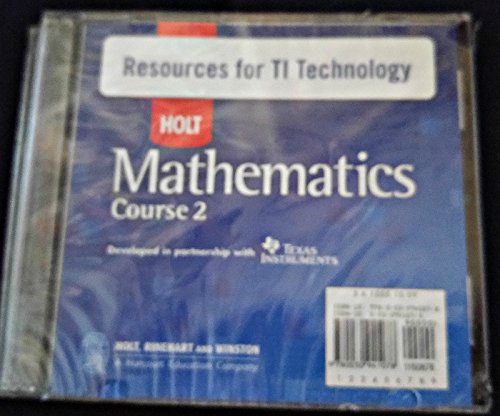 Resources for TI Technology
HOLT
Mathematics
Course 2
Developed in partnership with TEXAS INSTRUMENTS
HOLT, RINEHART AND WINSTON
A Harcourt Education Company
90000